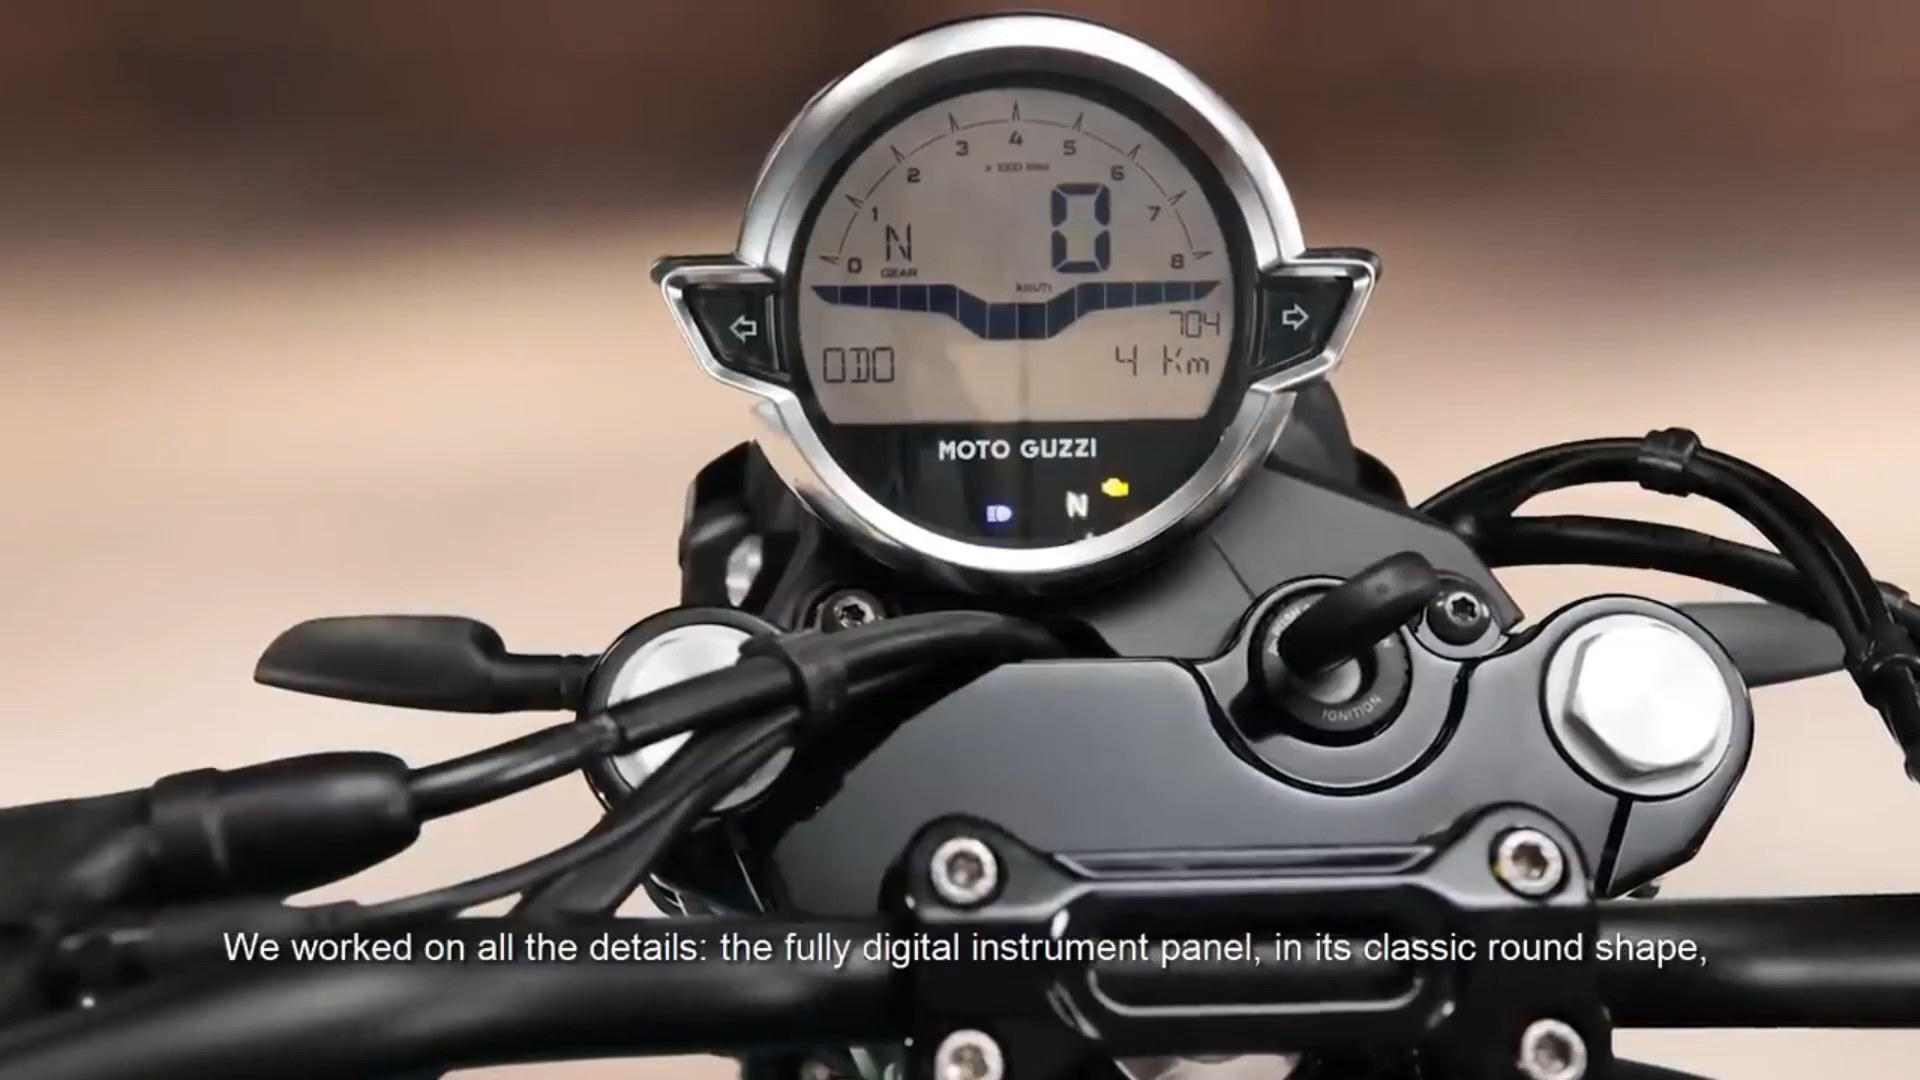 4
3 5
x 1000 RPM
2 6
1 0 7
N
0 8
GEAR
km/h
704
ODO 4 Km
MOTO GUZZI
N
IGNITION
We worked on all the details: the fully digital instrument panel, in its classic round shape,